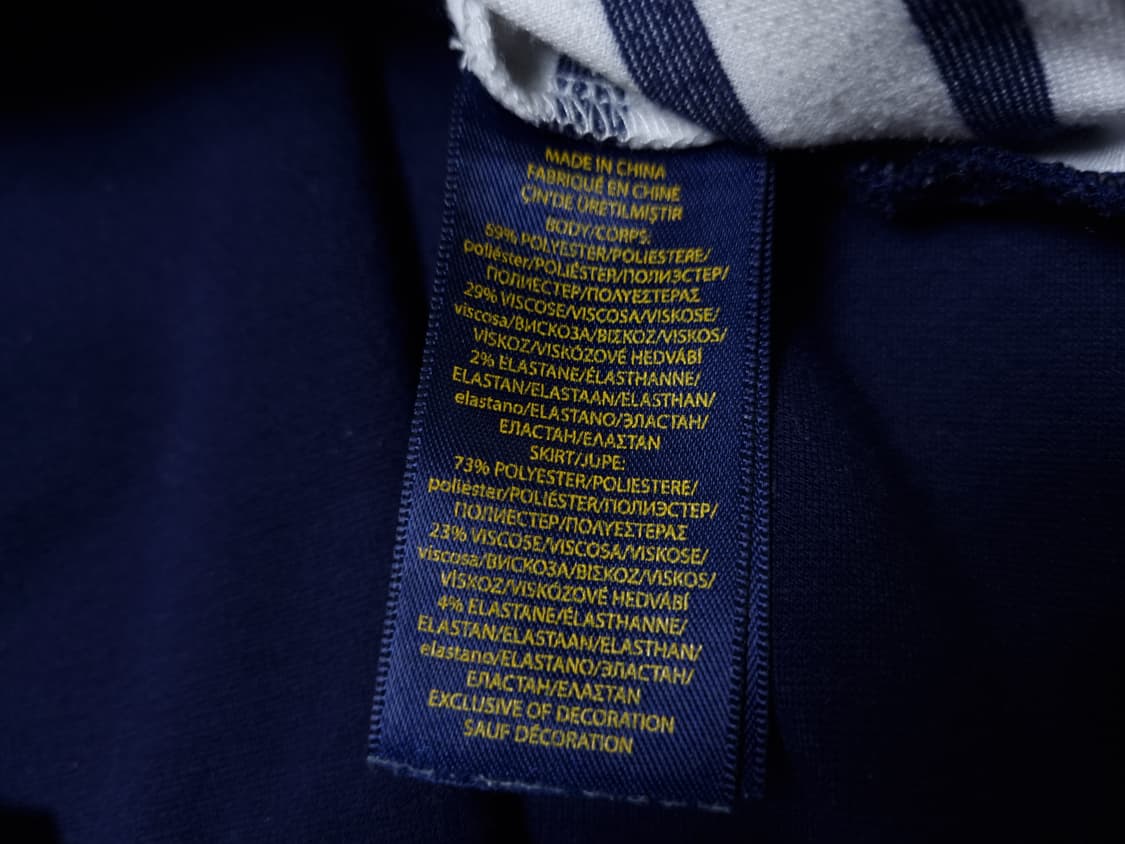 MADE IN CHINA
FABRIQUÉ EN CHINE
ÇIN'DE ÜRETILMIŞTIR
BODY/CORPS:
69% POLYESTER/POLIESTERE/
poliéster/POLIÉSTER/ПОЛИЭСТЕР/
ПОЛИЕСТЕР/ΠΟΛΥΕΣΤΕΡΑΣ
29% VISCOSE/VISCOSA/VISKOSE/
viscosa/ВИСКОЗА/ΒΙΣΚΟΖ/VISKOS/
VİSKOZ/VISKÓZOVÉ HEDVÁBÍ
2% ELASTANE/ÉLASTHANNE/
ELASTAN/ELASTAAN/ELASTHAN/
elastano/ELASTANO/ЭЛАСТАН/
ЕЛАСТАН/ΕΛΑΣΤΑΝ
SKIRT/JUPE:
73% POLYESTER/POLIESTERE/
poliéster/POLIÉSTER/ПОЛИЭСТЕР/
ПОЛИЕСТЕР/ΠΟΛΥΕΣΤΕΡΑΣ
23% VISCOSE/VISCOSA/VISKOSE/
viscosa/ВИСКОЗА/ΒΙΣΚΟΖ/VISKOS/
VİSKOZ/VISKÓZOVÉ HEDVÁBÍ
4% ELASTANE/ÉLASTHANNE/
ELASTAN/ELASTAAN/ELASTHAN/
elastano/ELASTANO/ЭЛАСТАН/
ЕЛАСТАН/ΕΛΑΣΤΑΝ
EXCLUSIVE OF DECORATION
SAUF DÉCORATION